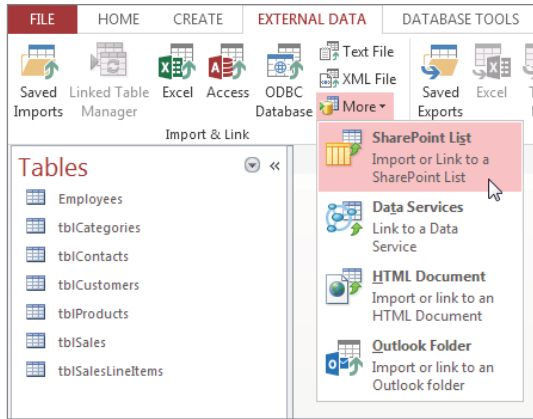 FILE HOME CREATE EXTERNAL DATA DATABASE TOOLS
Saved Imports
Linked Table Manager
Excel
Access
ODBC Database
Text File
XML File
More
Saved Exports
Excel
Import & Link
Tables
Employees
tblCategories
tblContacts
tblCustomers
tblProducts
tblSales
tblSalesLineItems
SharePoint List
Import or Link to a
SharePoint List
Data Services
Link to a Data
Service
HTML Document
Import or link to an
HTML Document
Outlook Folder
Import or link to an
Outlook folder